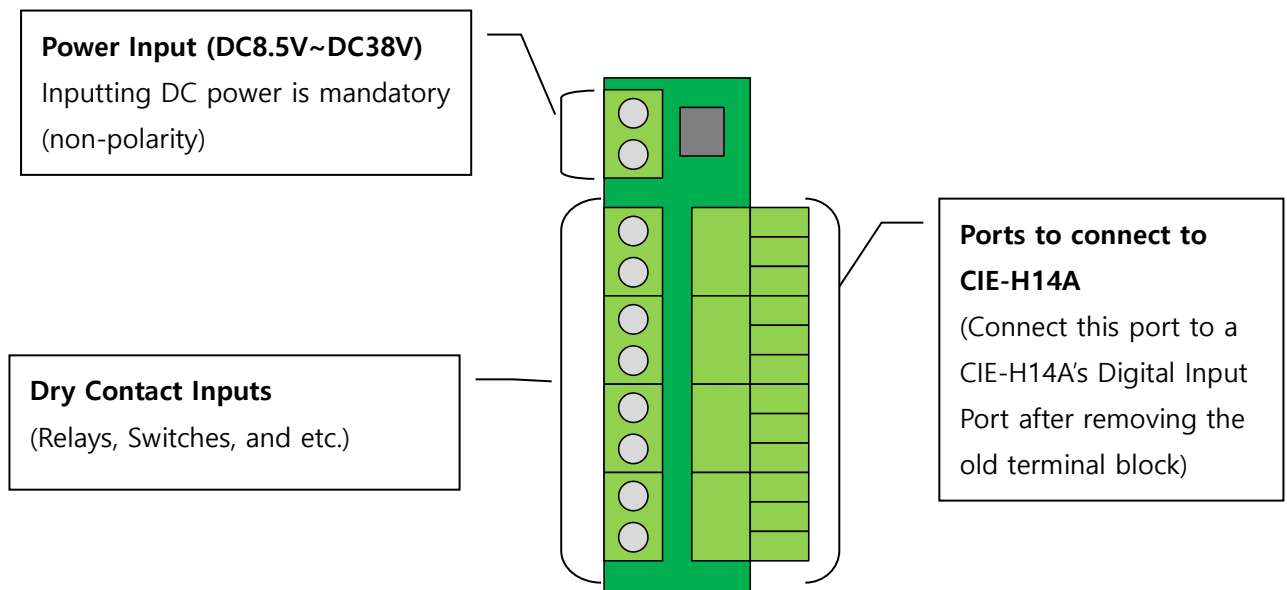 Power Input (DC8.5V~DC38V)
Inputting DC power is mandatory
(non-polarity)
Dry Contact Inputs
(Relays, Switches, and etc.)
Ports to connect to
CIE-H14A
(Connect this port to a
CIE-H14A’s Digital Input
Port after removing the
old terminal block)